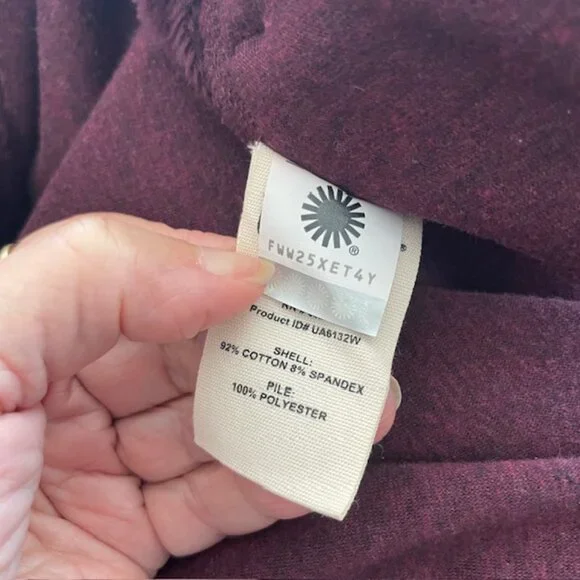 ®
FWW25XET4Y
®
Product ID# UA6132W
SHELL:
92% COTTON 8% SPANDEX
PILE:
100% POLYESTER